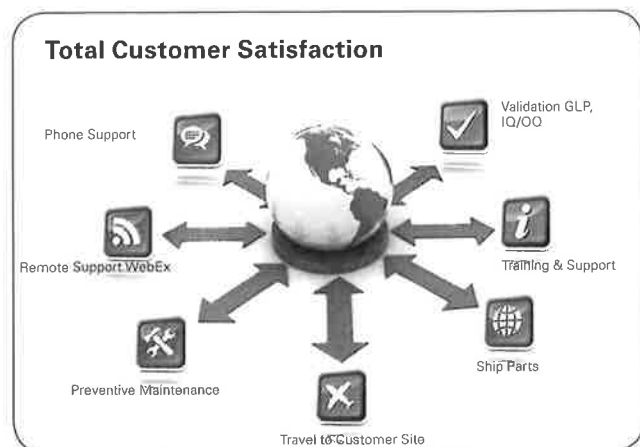 Total Customer Satisfaction
Phone Support
Validation GLP,
IQ/OQ
Remote Support WebEx
Training & Support
Preventive Maintenance
Ship Parts
Travel to Customer Site